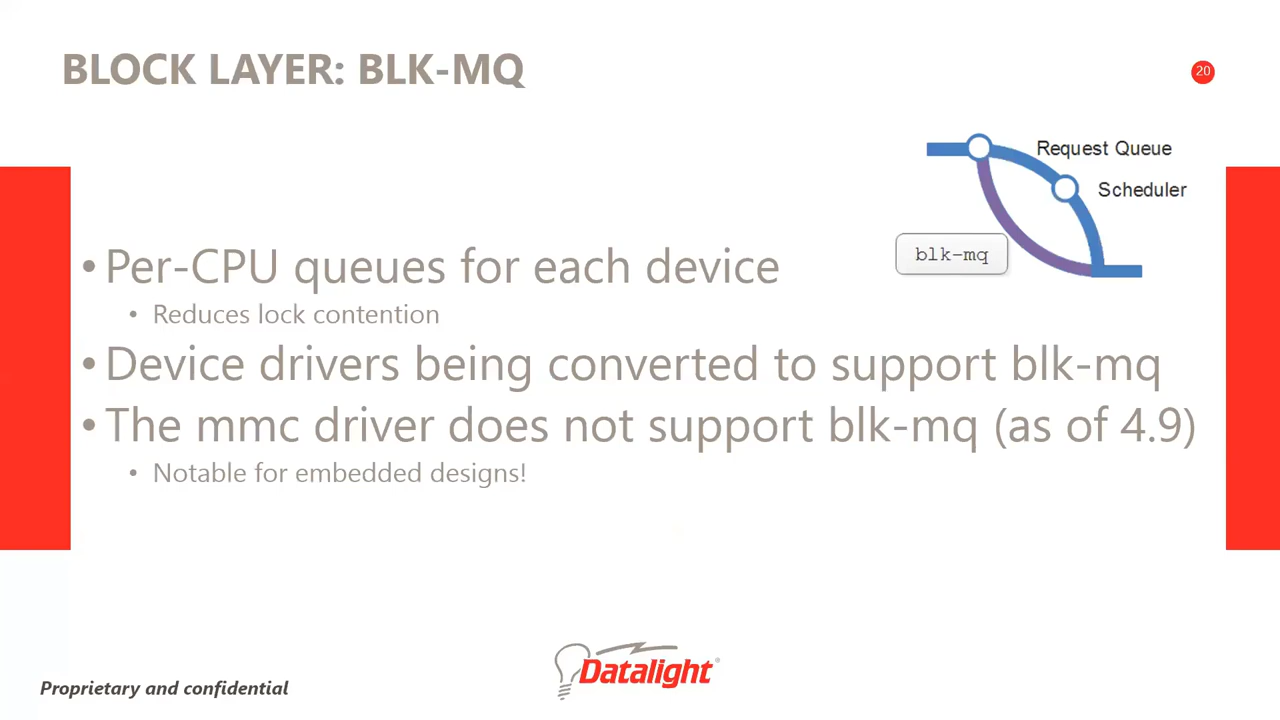 BLOCK LAYER: BLK-MQ
20
Request Queue
Scheduler
blk-mq
• Per-CPU queues for each device
• Reduces lock contention
• Device drivers being converted to support blk-mq
• The mmc driver does not support blk-mq (as of 4.9)
• Notable for embedded designs!
Datalight®
Proprietary and confidential